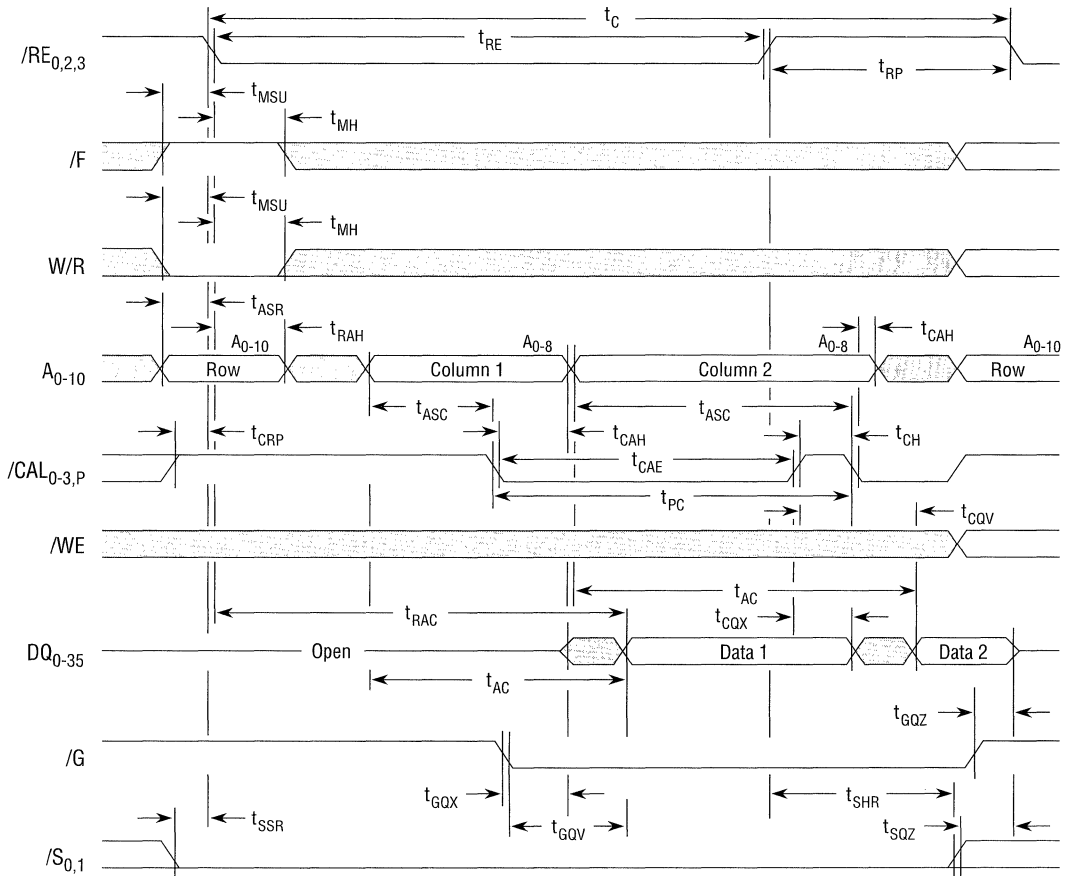 tC
/RE0,2,3
tRE
tRP
tMSU
tMH
/F
tMSU
tMH
W/R
tASR
tRAH
tCAH
A0-10
A0-8
A0-8
A0-10
A0-10
Row
Column 1
Column 2
Row
tASC
tASC
tCRP
tCAH
tCH
/CAL0-3,P
tCAE
tPC
tCQV
/WE
tAC
tRAC
tCQX
DQ0-35
Open
Data 1
Data 2
tAC
tGQZ
/G
tGQX
tSHR
tSSR
tGQV
tSQZ
/S0,1